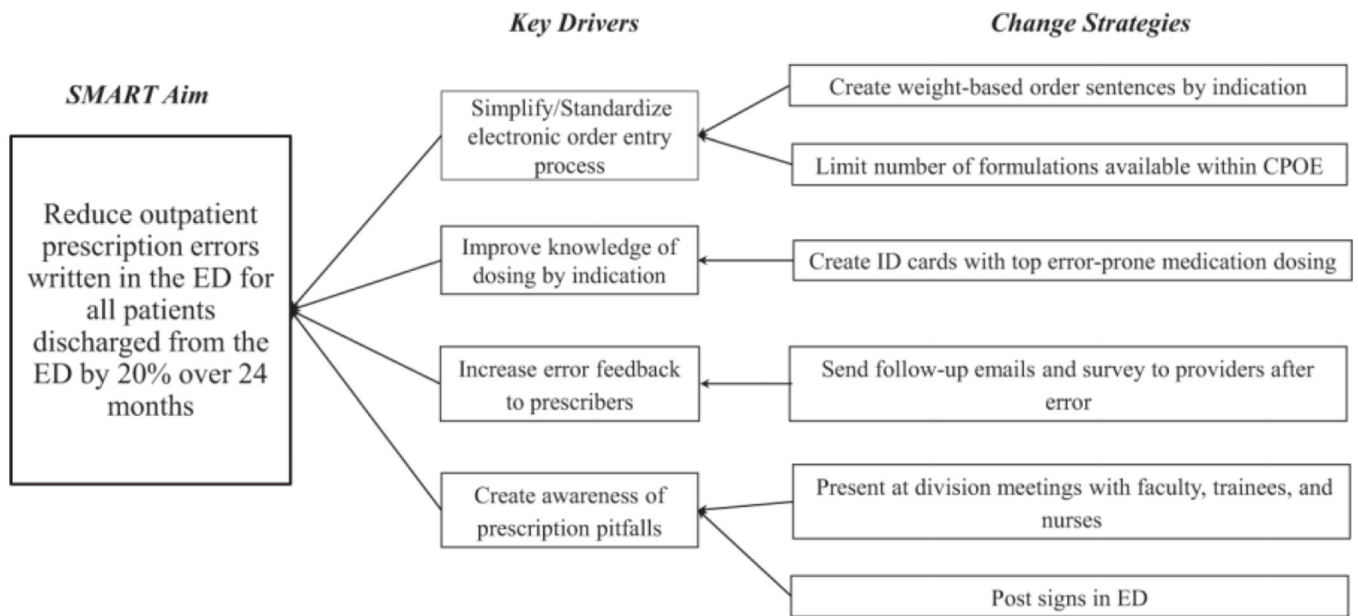 Key Drivers
Change Strategies
SMART Aim
Reduce outpatient
prescription errors
written in the ED for
all patients
discharged from the
ED by 20% over 24
months
Simplify/Standardize
electronic order entry
process
Improve knowledge of
dosing by indication
Increase error feedback
to prescribers
Create awareness of
prescription pitfalls
Create weight-based order sentences by indication
Limit number of formulations available within CPOE
Create ID cards with top error-prone medication dosing
Send follow-up emails and survey to providers after
error
Present at division meetings with faculty, trainees, and
nurses
Post signs in ED